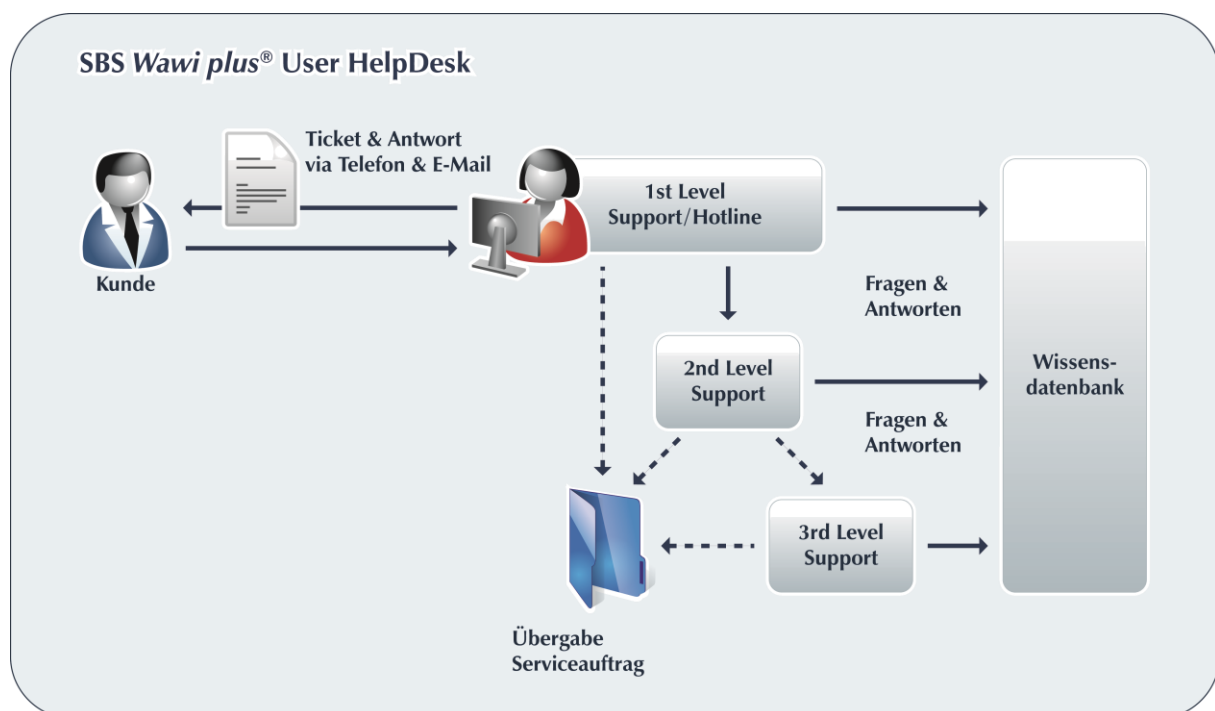 SBS Wawi plus® User HelpDesk
Ticket & Antwort
via Telefon & E-Mail
1st Level
Support/Hotline
Kunde
Fragen &
Antworten
2nd Level
Support
Wissens-
datenbank
Fragen &
Antworten
3rd Level
Support
Übergabe
Serviceauftrag